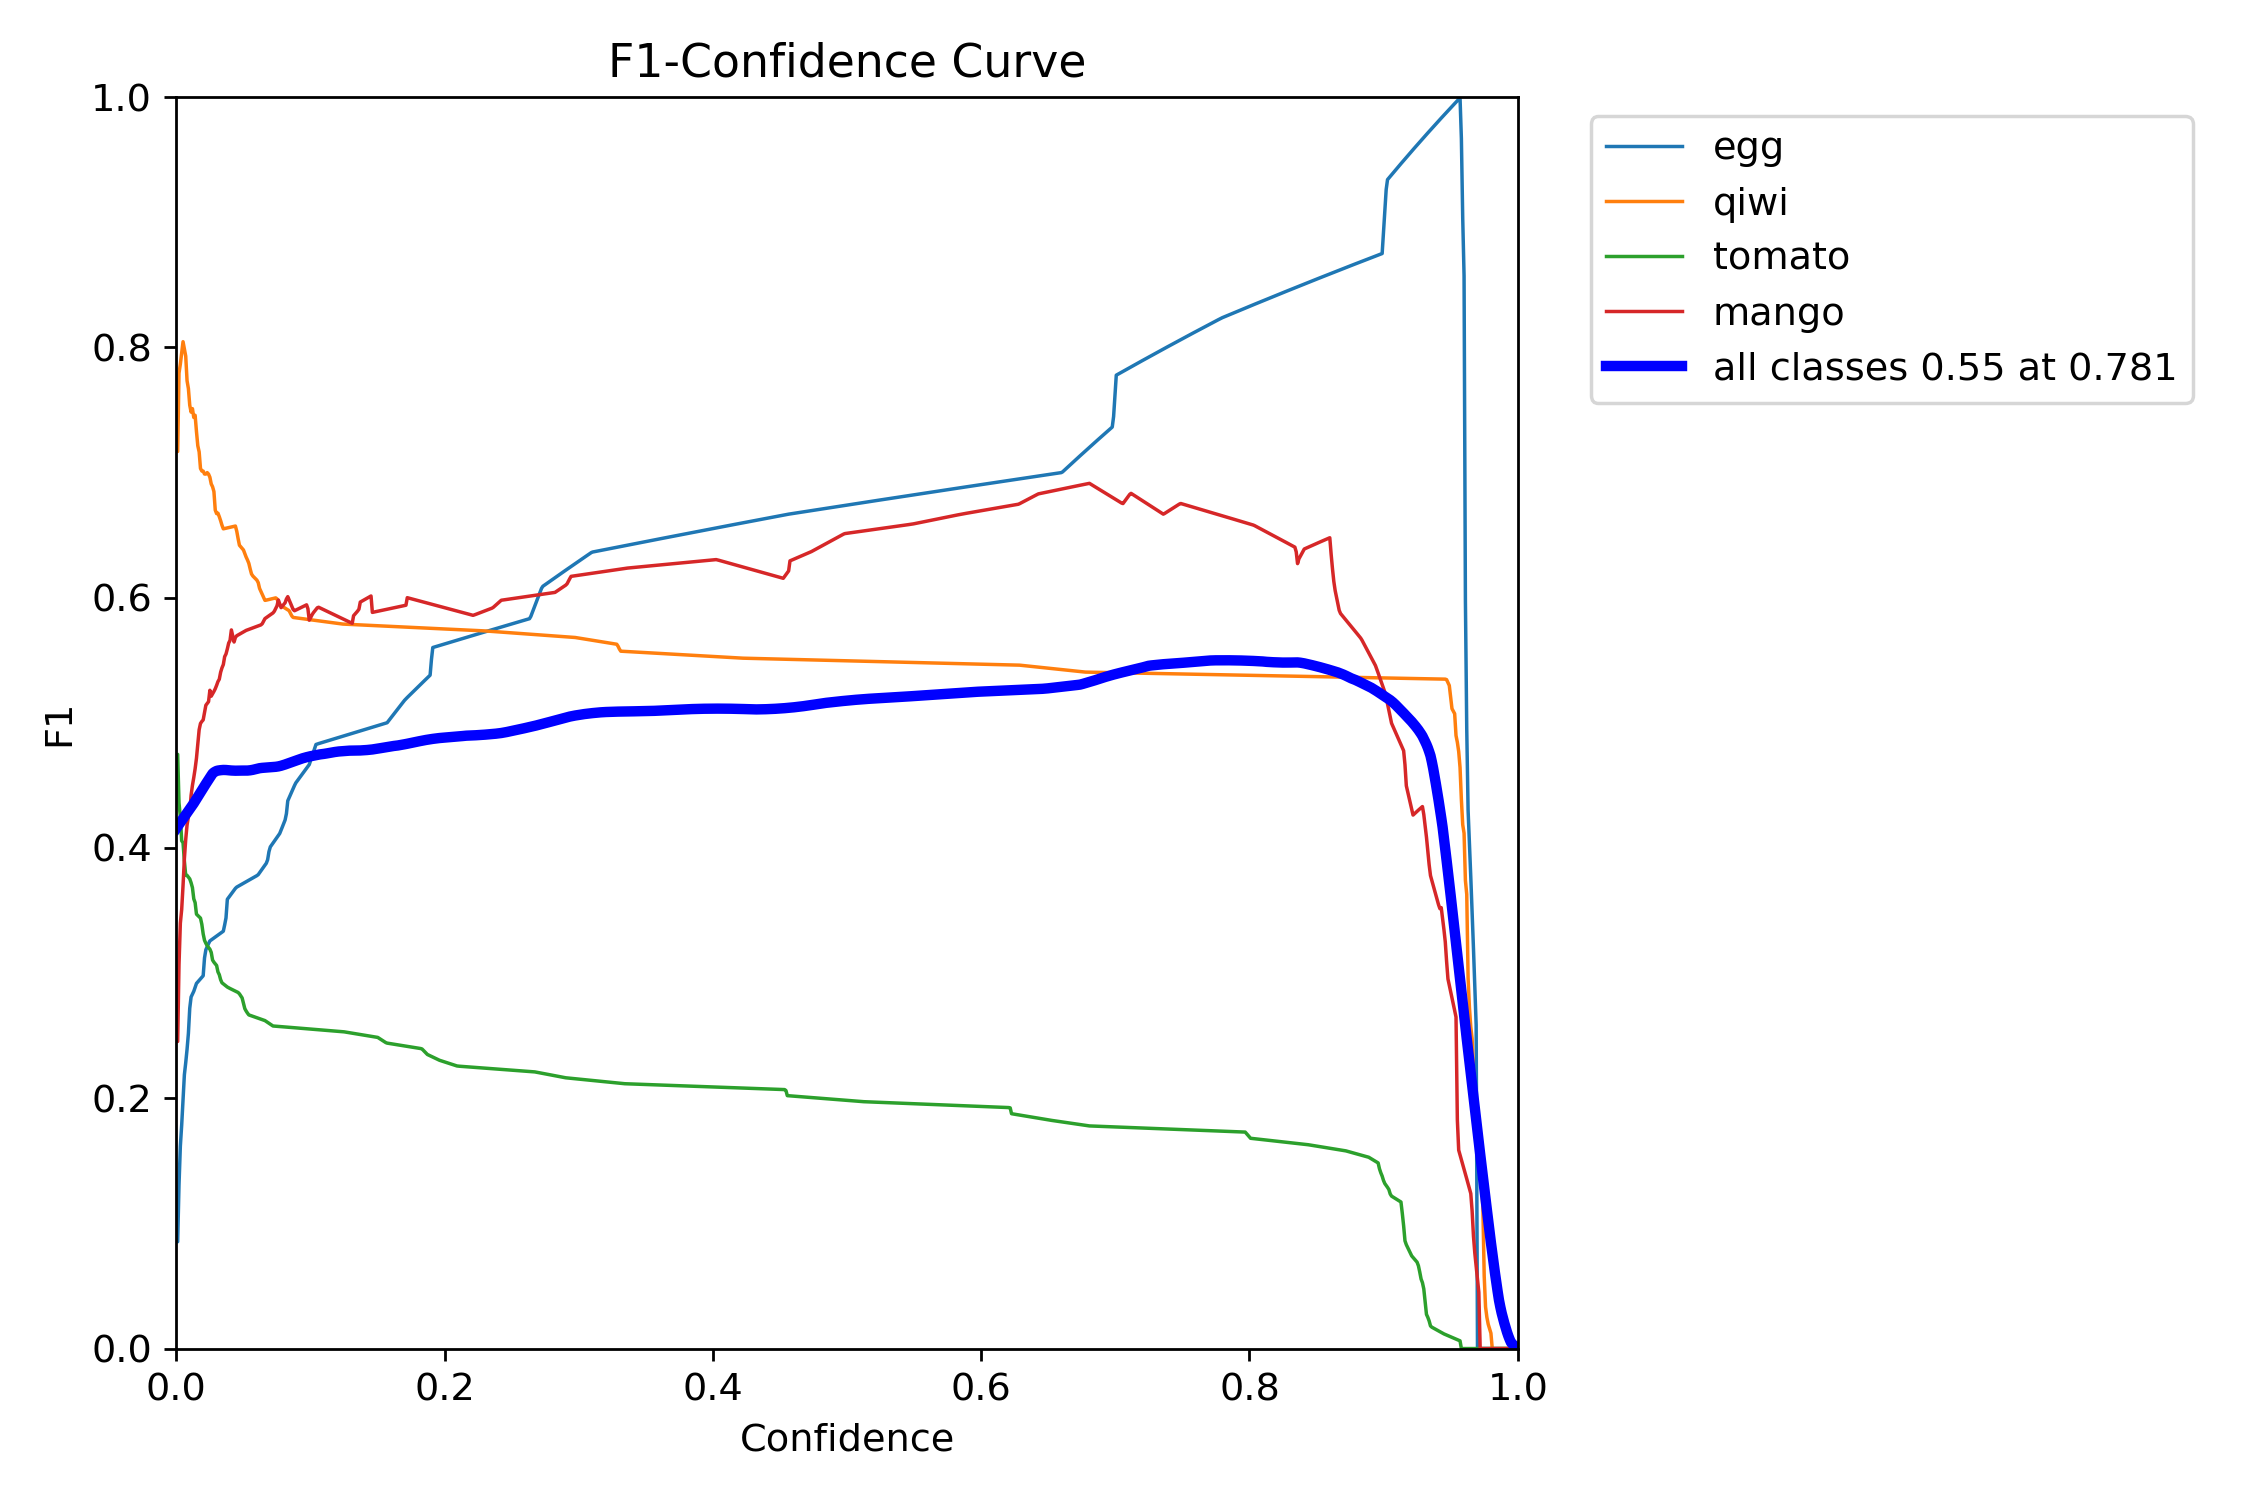 F1-Confidence Curve
1.0
0.8
0.6
0.4
0.2
0.0
F1
0.0 0.2 0.4 0.6 0.8 1.0
Confidence
egg
qiwi
tomato
mango
all classes 0.55 at 0.781